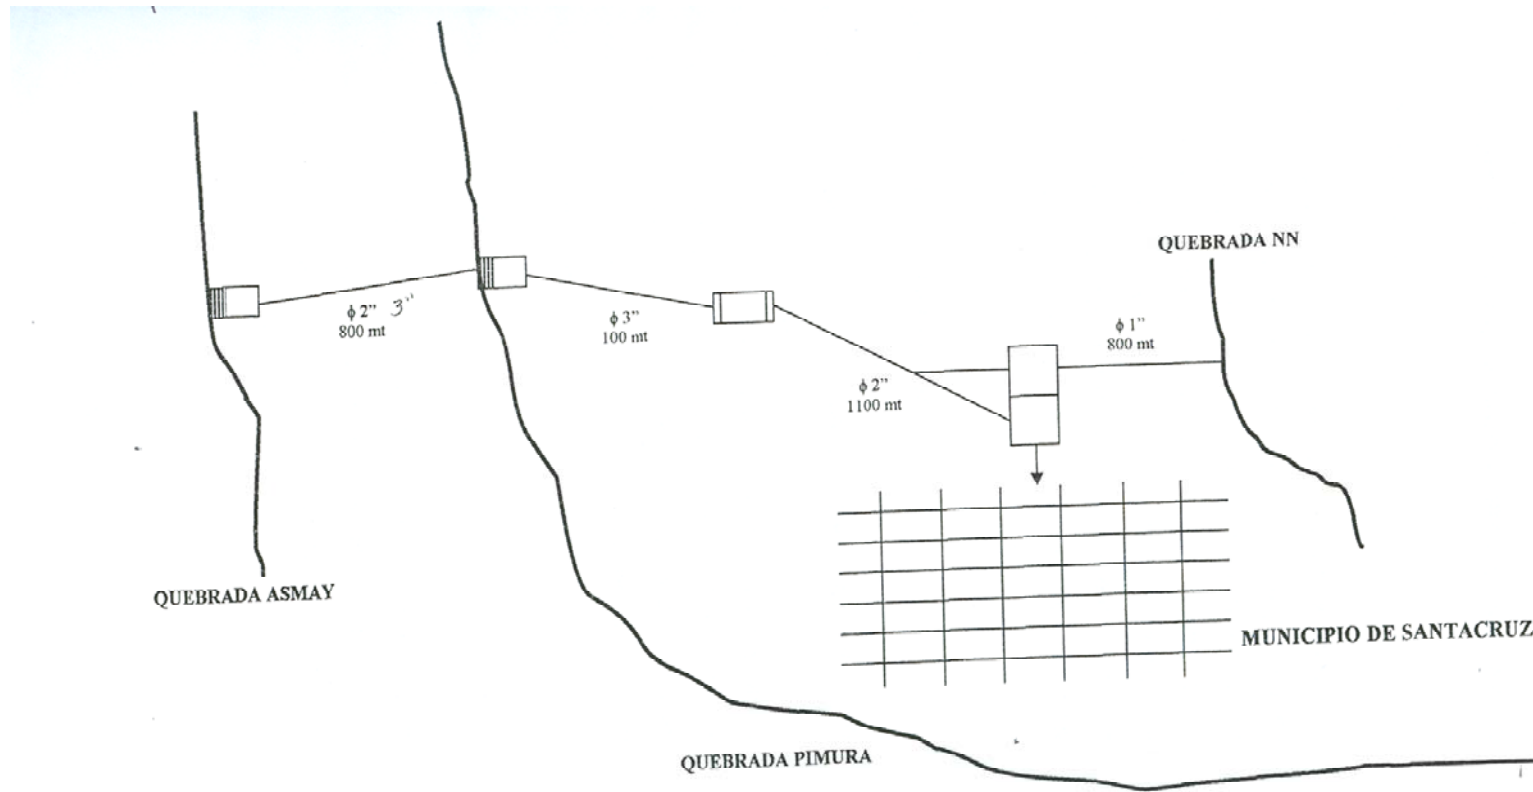 QUEBRADA NN
ϕ 2” 3"
800 mt
ϕ 3”
100 mt
ϕ 1”
800 mt
ϕ 2”
1100 mt
QUEBRADA ASMAY
MUNICIPIO DE SANTACRUZ
QUEBRADA PIMURA